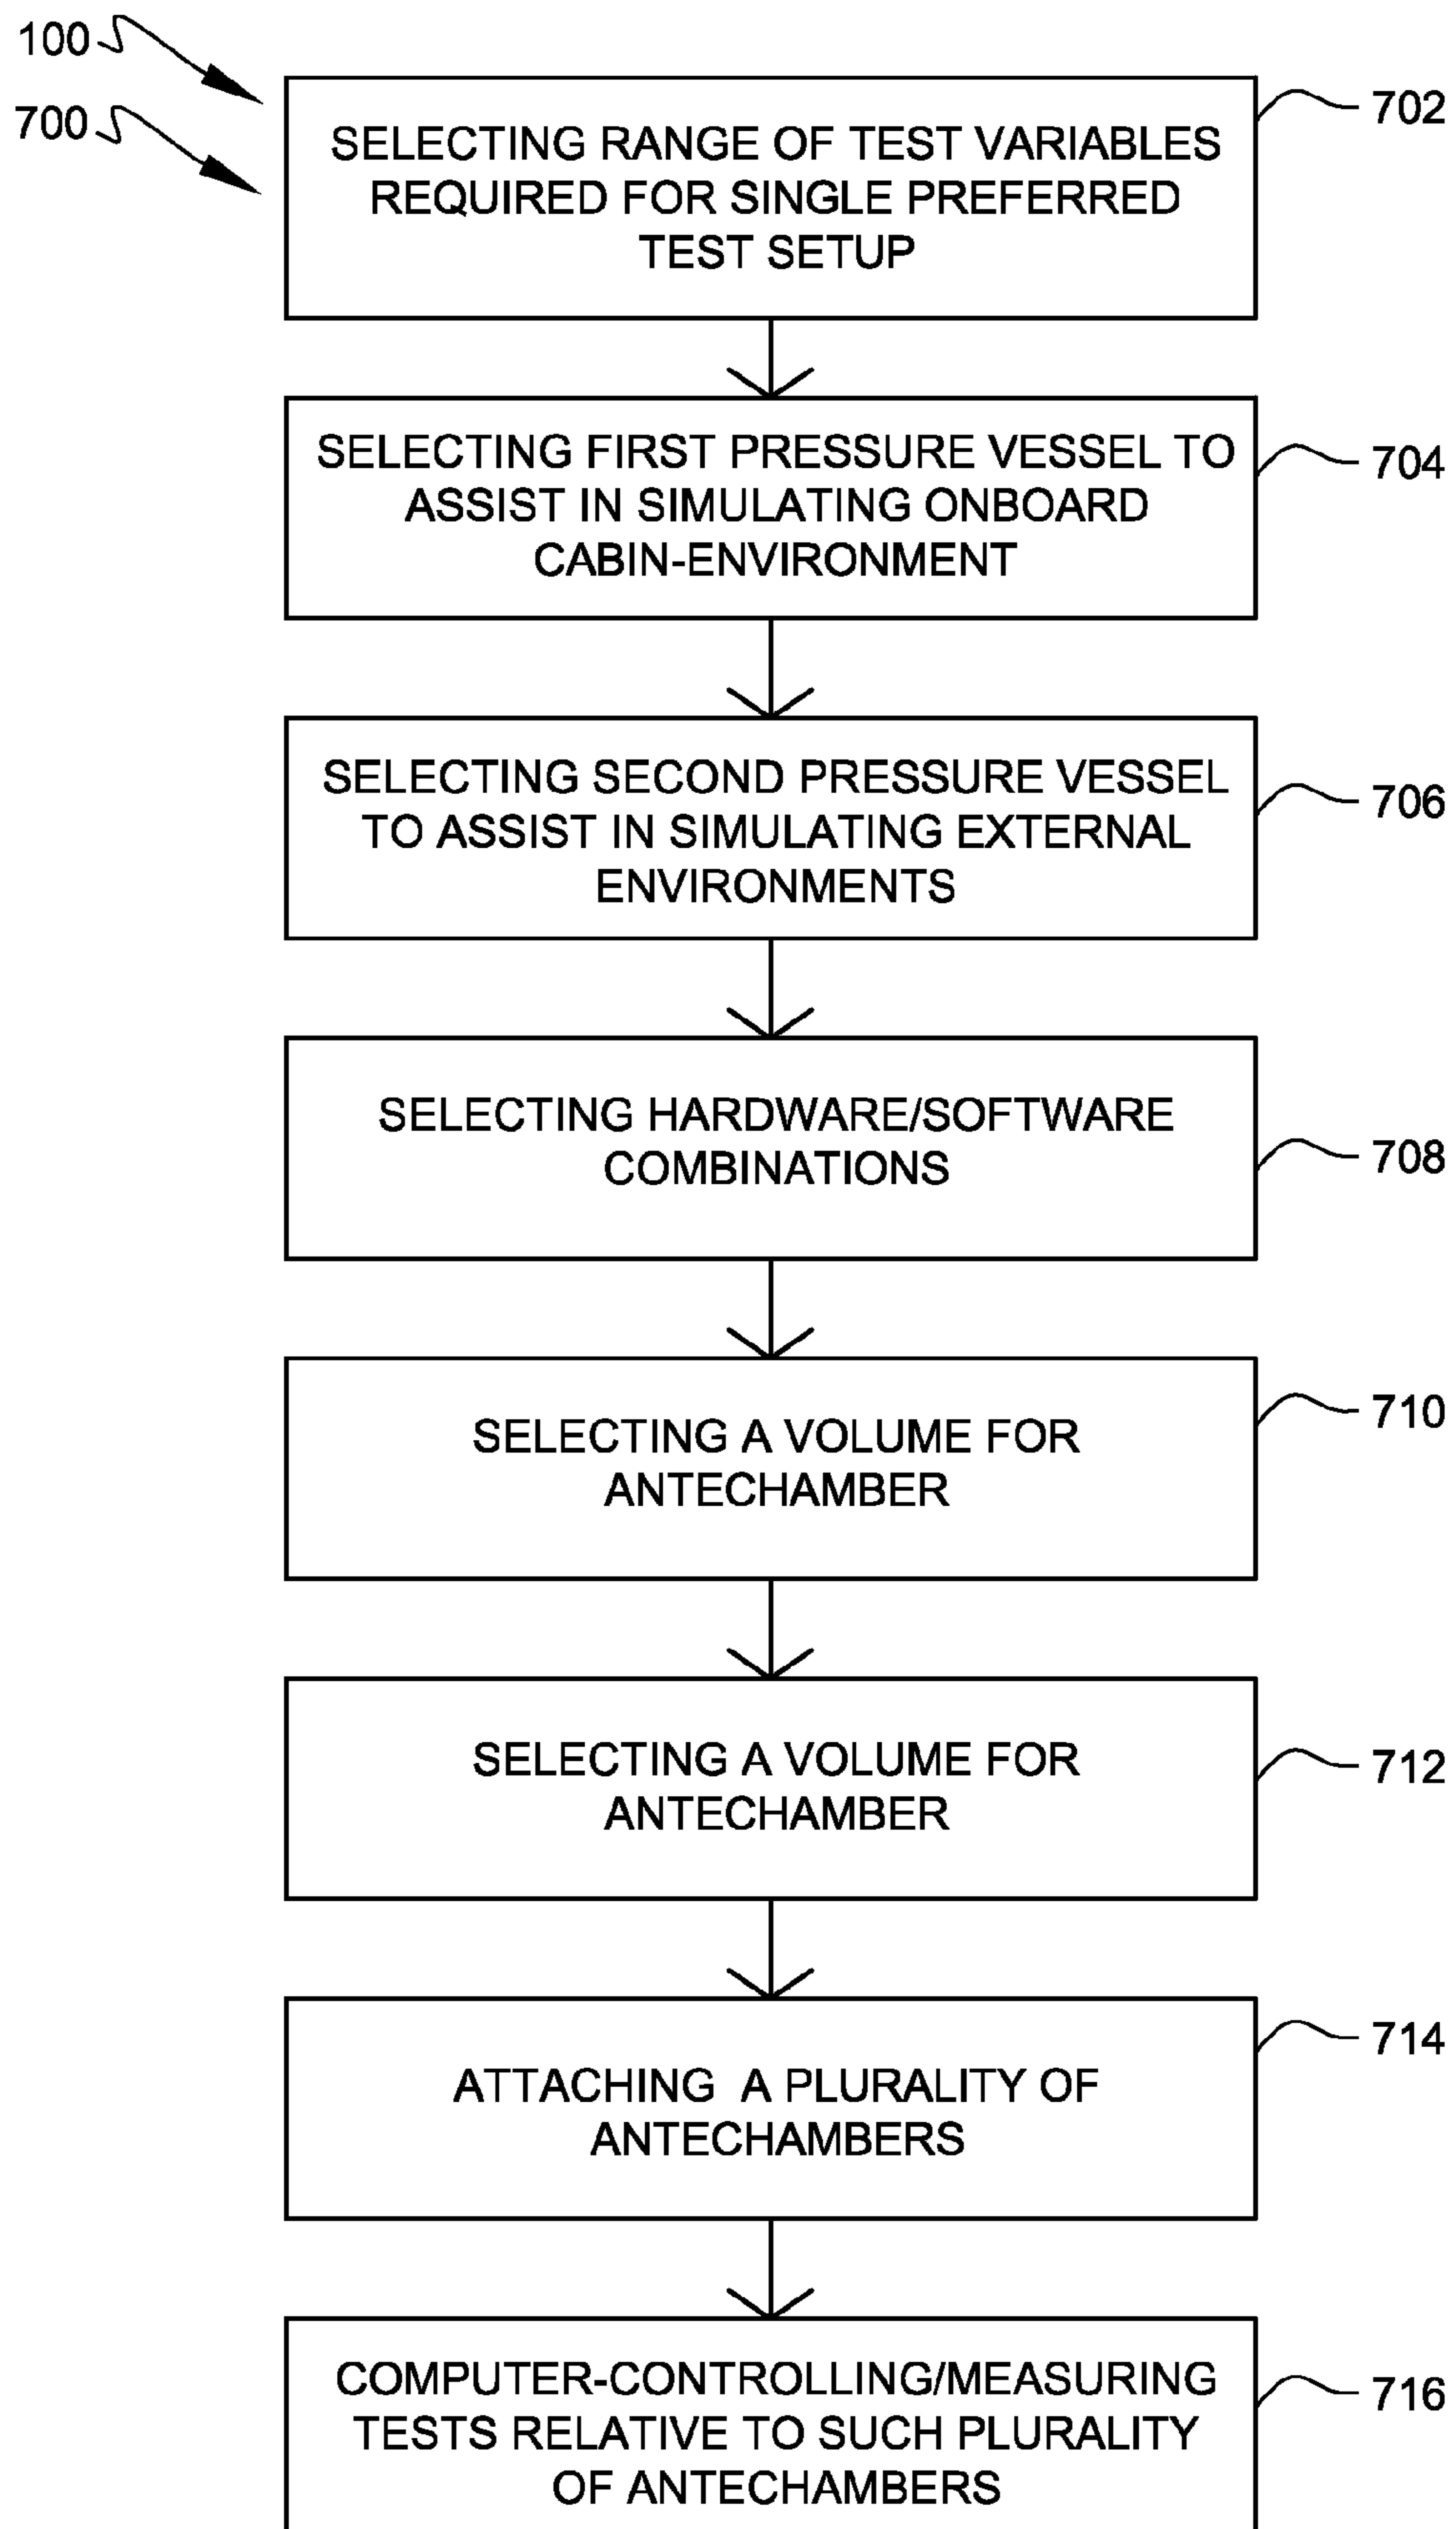 100
700
702
SELECTING RANGE OF TEST VARIABLES
REQUIRED FOR SINGLE PREFERRED
TEST SETUP
704
SELECTING FIRST PRESSURE VESSEL TO
ASSIST IN SIMULATING ONBOARD
CABIN-ENVIRONMENT
706
SELECTING SECOND PRESSURE VESSEL
TO ASSIST IN SIMULATING EXTERNAL
ENVIRONMENTS
708
SELECTING HARDWARE/SOFTWARE
COMBINATIONS
710
SELECTING A VOLUME FOR
ANTECHAMBER
712
SELECTING A VOLUME FOR
ANTECHAMBER
714
ATTACHING A PLURALITY OF
ANTECHAMBERS
716
COMPUTER-CONTROLLING/MEASURING
TESTS RELATIVE TO SUCH PLURALITY
OF ANTECHAMBERS